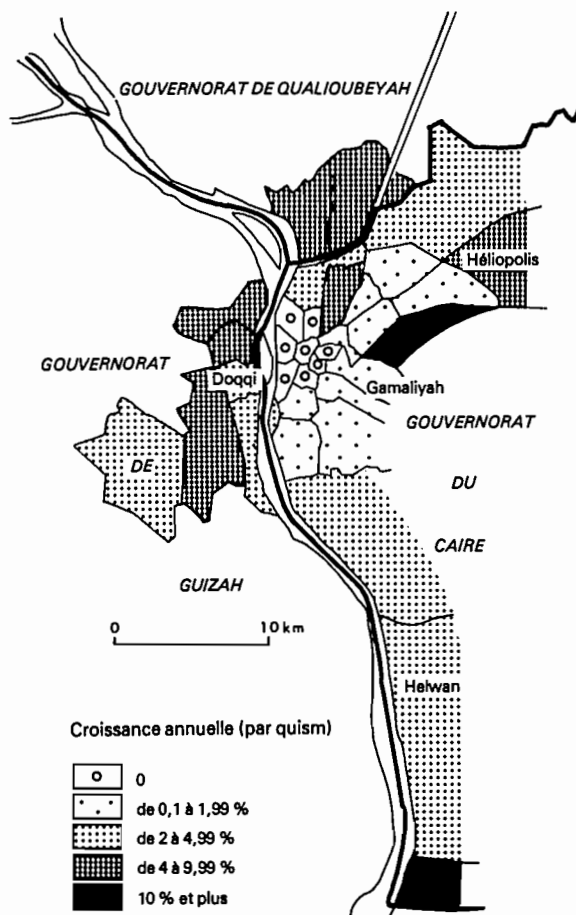 GOUVERNORAT DE QUALIOUBEYAH
Héliopolis
GOUVERNORAT
Doqqi
Gamaliyah
GOUVERNORAT
DE
DU
CAIRE
GUIZAH
0 10 km
Helwan
Croissance annuelle (par quism)
0
de 0,1 à 1,99 %
de 2 à 4,99 %
de 4 à 9,99 %
10 % et plus